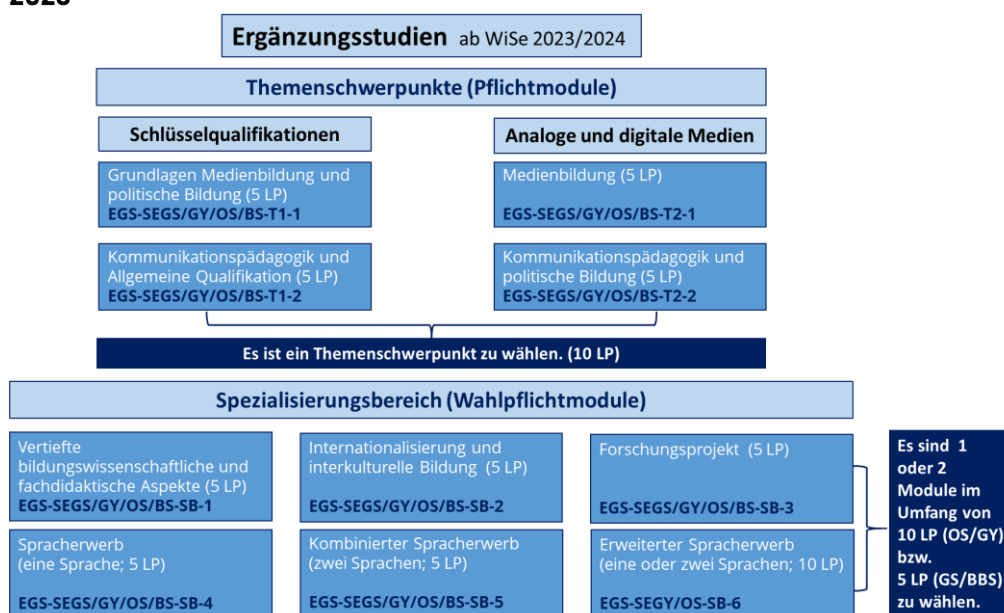 Ergänzungsstudien ab WiSe 2023/2024
Themenschwerpunkte (Pflichtmodule)
Schlüsselqualifikationen
Grundlagen Medienbildung und
politische Bildung (5 LP)
EGS-SEGS/GY/OS/BS-T1-1
Kommunikationspädagogik und
Allgemeine Qualifikation (5 LP)
EGS-SEGS/GY/OS/BS-T1-2
Analoge und digitale Medien
Medienbildung (5 LP)
EGS-SEGS/GY/OS/BS-T2-1
Kommunikationspädagogik und
politische Bildung (5 LP)
EGS-SEGS/GY/OS/BS-T2-2
Es ist ein Themenschwerpunkt zu wählen. (10 LP)
Spezialisierungsbereich (Wahlpflichtmodule)
Vertiefte
bildungswissenschaftliche und
fachdidaktische Aspekte (5 LP)
EGS-SEGS/GY/OS/BS-SB-1
Internationalisierung und
interkulturelle Bildung (5 LP)
EGS-SEGS/GY/OS/BS-SB-2
Forschungsprojekt (5 LP)
EGS-SEGS/GY/OS/BS-SB-3
Spracherwerb
(eine Sprache; 5 LP)
EGS-SEGS/GY/OS/BS-SB-4
Kombinierter Spracherwerb
(zwei Sprachen; 5 LP)
EGS-SEGS/GY/OS/BS-SB-5
Erweiterter Spracherwerb
(eine oder zwei Sprachen; 10 LP)
EGS-SEGY/OS-SB-6
Es sind 1
oder 2
Module im
Umfang von
10 LP (OS/GY)
bzw.
5 LP (GS/BBS)
zu wählen.